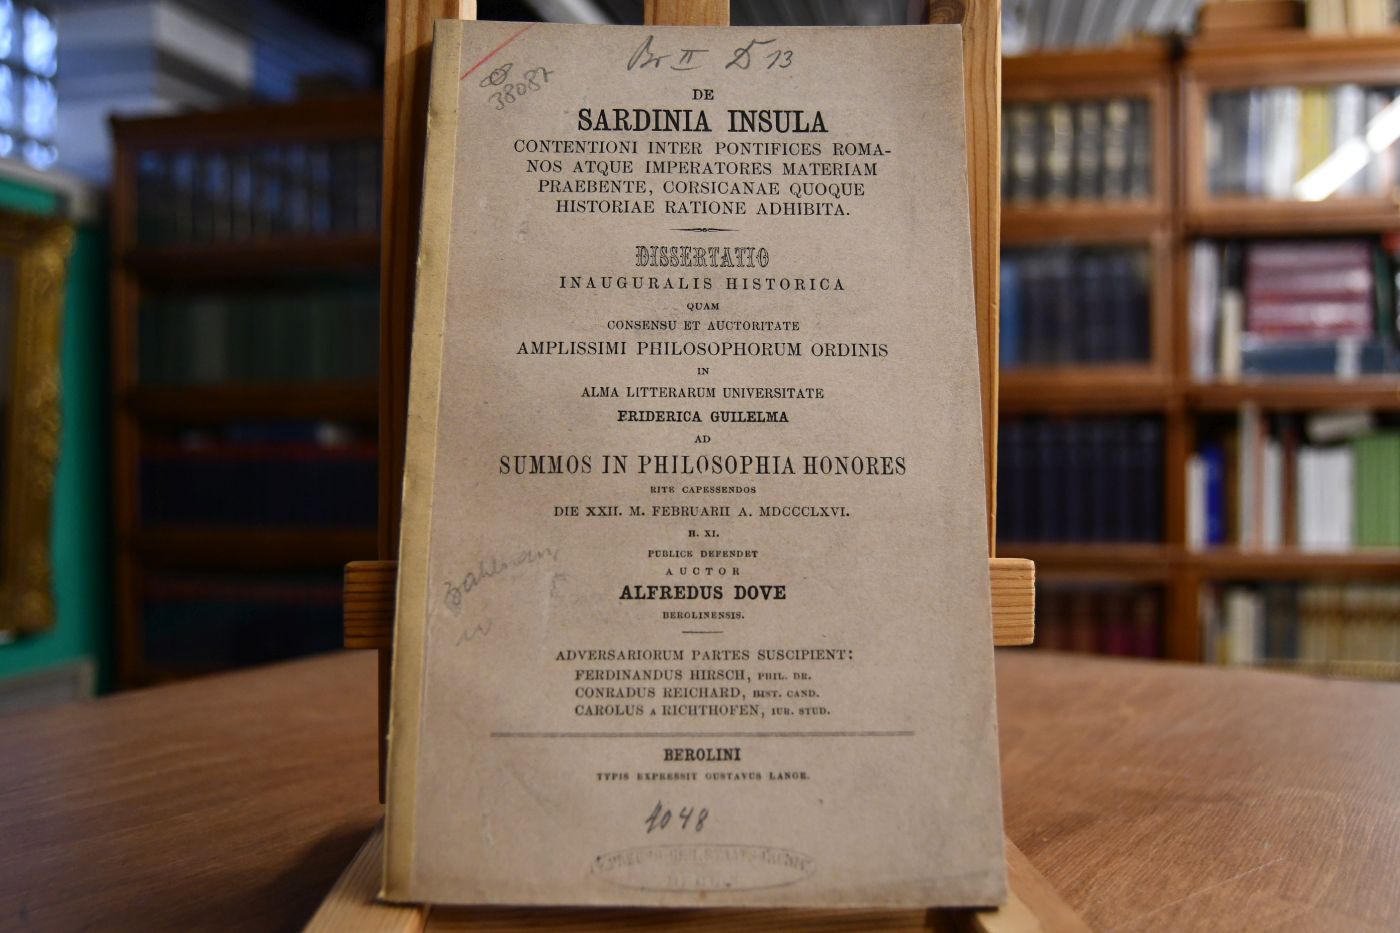 Br II D 13
38087
DE
SARDINIA INSULA
CONTENTIONI INTER PONTIFICES ROMA-
NOS ATQUE IMPERATORES MATERIAM
PRAEBENTE, CORSICANAE QUOQUE
HISTORIAE RATIONE ADHIBITA.
DISSERTATIO
INAUGURALIS HISTORICA
QUAM
CONSENSU ET AUCTORITATE
AMPLISSIMI PHILOSOPHORUM ORDINIS
IN
ALMA LITTERARUM UNIVERSITATE
FRIDERICA GUILELMA
AD
SUMMOS IN PHILOSOPHIA HONORES
RITE CAPESSENDOS
DIE XXII. M. FEBRUARII A. MDCCCLXVI.
H. XI.
PUBLICE DEFENDET
AUCTOR
ALFREDUS DOVE
BEROLINENSIS.
ADVERSARIORUM PARTES SUSCIPIENT:
FERDINANDUS HIRSCH, PHIL. DR.
CONRADUS REICHARD, HIST. CAND.
CAROLUS A RICHTHOFEN, IUR. STUD.
BEROLINI
TYPIS EXPRESSIT GUSTAVUS LANGE.
1048